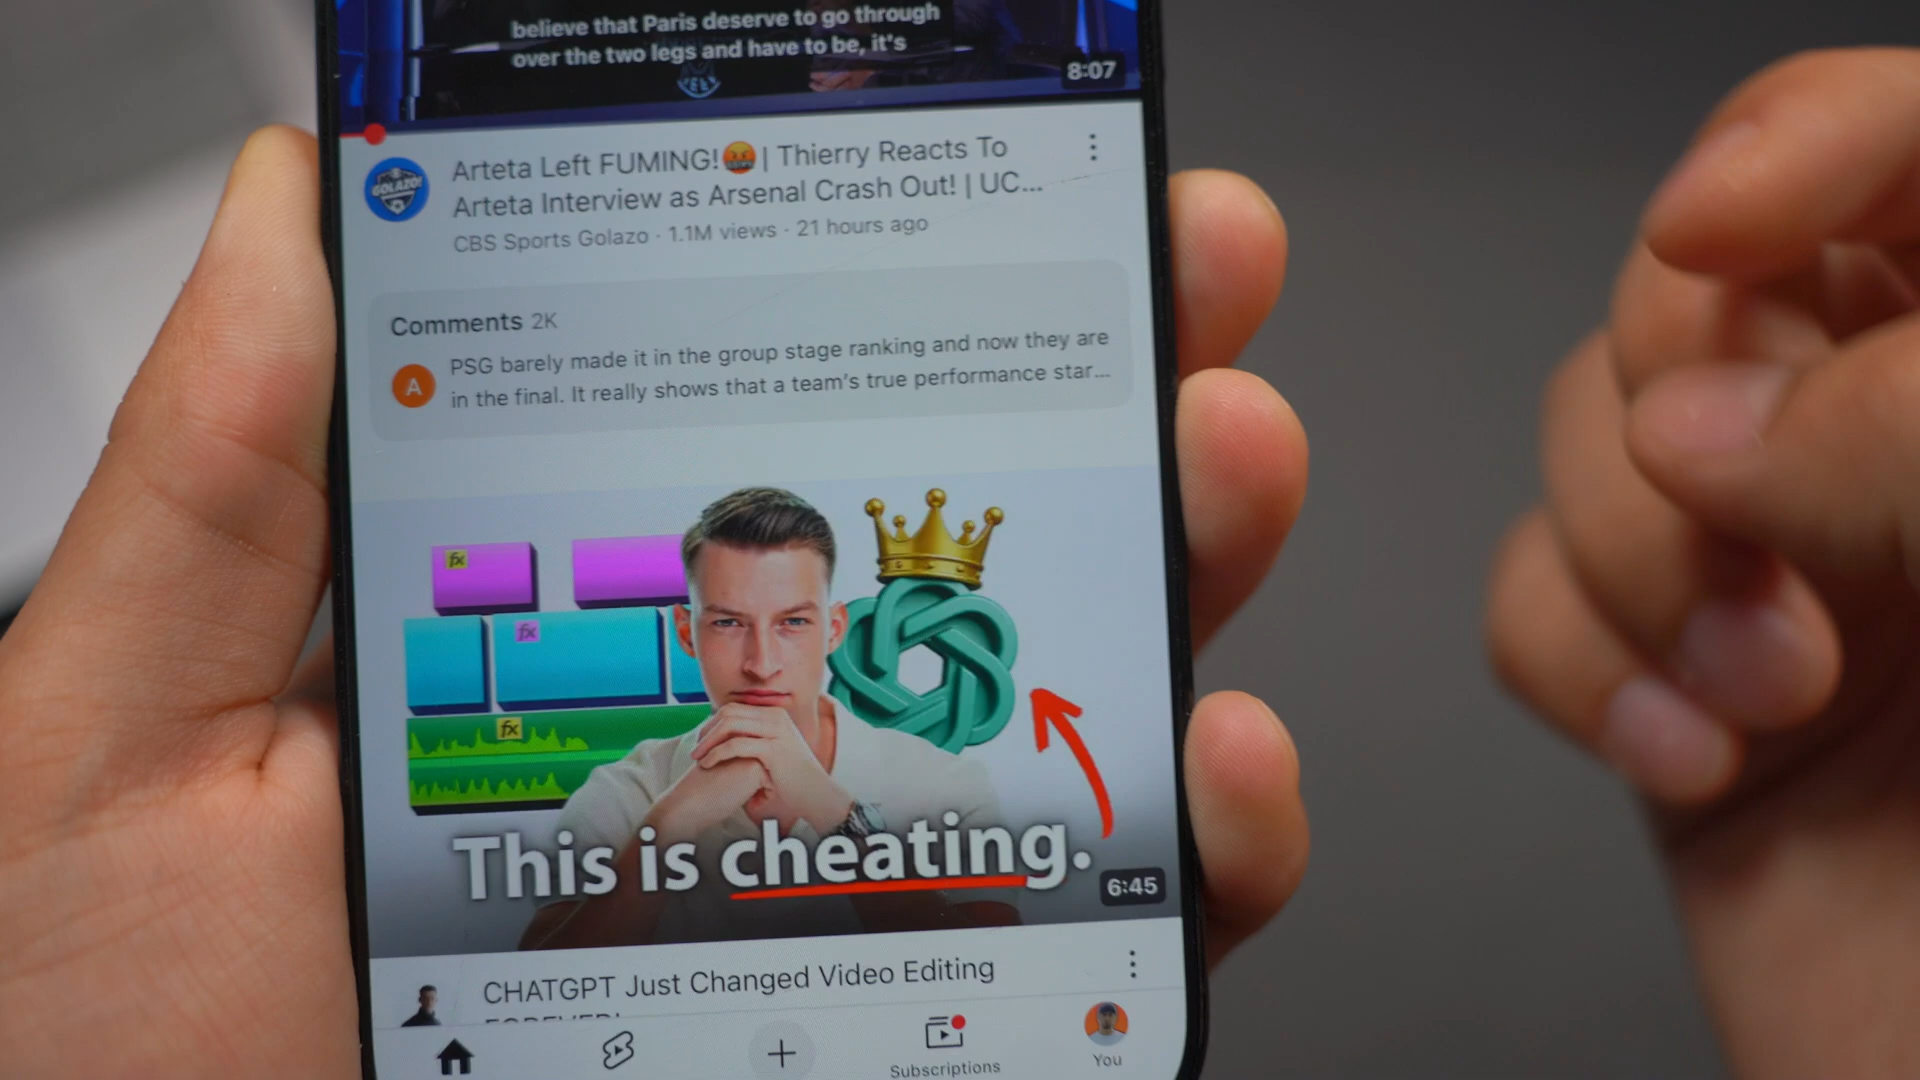 believe that Paris deserve to go through
over the two legs and have to be, it's
8:07
GOLAZO!
Arteta Left FUMING!😡 | Thierry Reacts To
Arteta Interview as Arsenal Crash Out! | UC...
CBS Sports Golazo · 1.1M views · 21 hours ago
Comments 2K
A
PSG barely made it in the group stage ranking and now they are
in the final. It really shows that a team's true performance star...
fx
fx
fx
This is cheating.
6:45
CHATGPT Just Changed Video Editing
Subscriptions
You